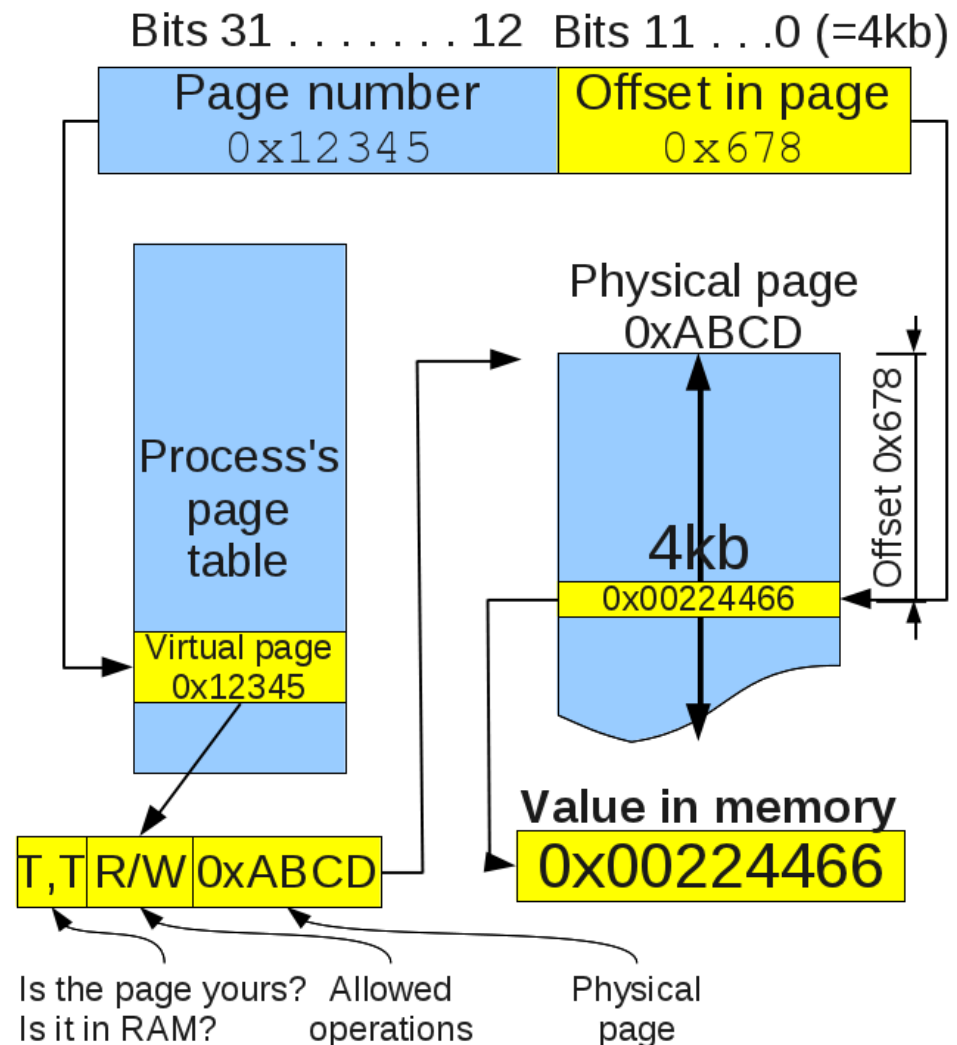 Bits 31 . . . . . . . 12 Bits 11 . . .0 (=4kb)
Page number
0x12345
Offset in page
0x678
Physical page
0xABCD
Offset 0x678
Process's
page
table
4kb
0x00224466
Virtual page
0x12345
Value in memory
0x00224466
T,T R/W 0xABCD
Is the page yours?
Is it in RAM?
Allowed
operations
Physical
page